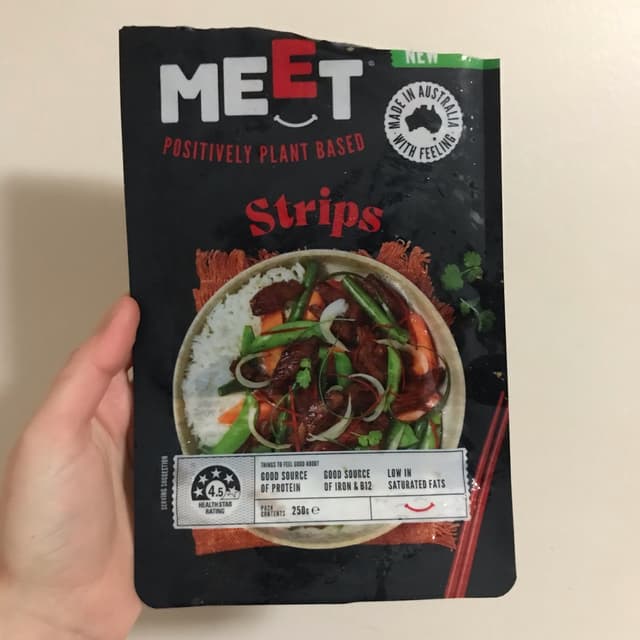 NEW
MEET®
POSITIVELY PLANT BASED
MADE IN AUSTRALIA
WITH FEELING
Strips
SERVING SUGGESTION
4.5
HEALTH STAR
RATING
THINGS TO FEEL GOOD ABOUT
GOOD SOURCE
OF PROTEIN
GOOD SOURCE
OF IRON & B12
LOW IN
SATURATED FATS
PACK
CONTENTS
250g ℮